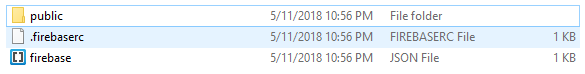 public 5/11/2018 10:56 PM File folder
.firebaserc 5/11/2018 10:56 PM FIREBASERC File 1 KB
firebase 5/11/2018 10:56 PM JSON File 1 KB